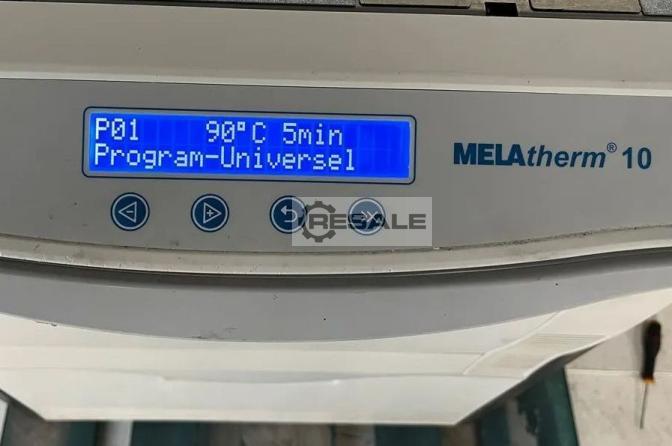 P01 90°C 5min
Program-Universel
MELAtherm® 10
RESALE